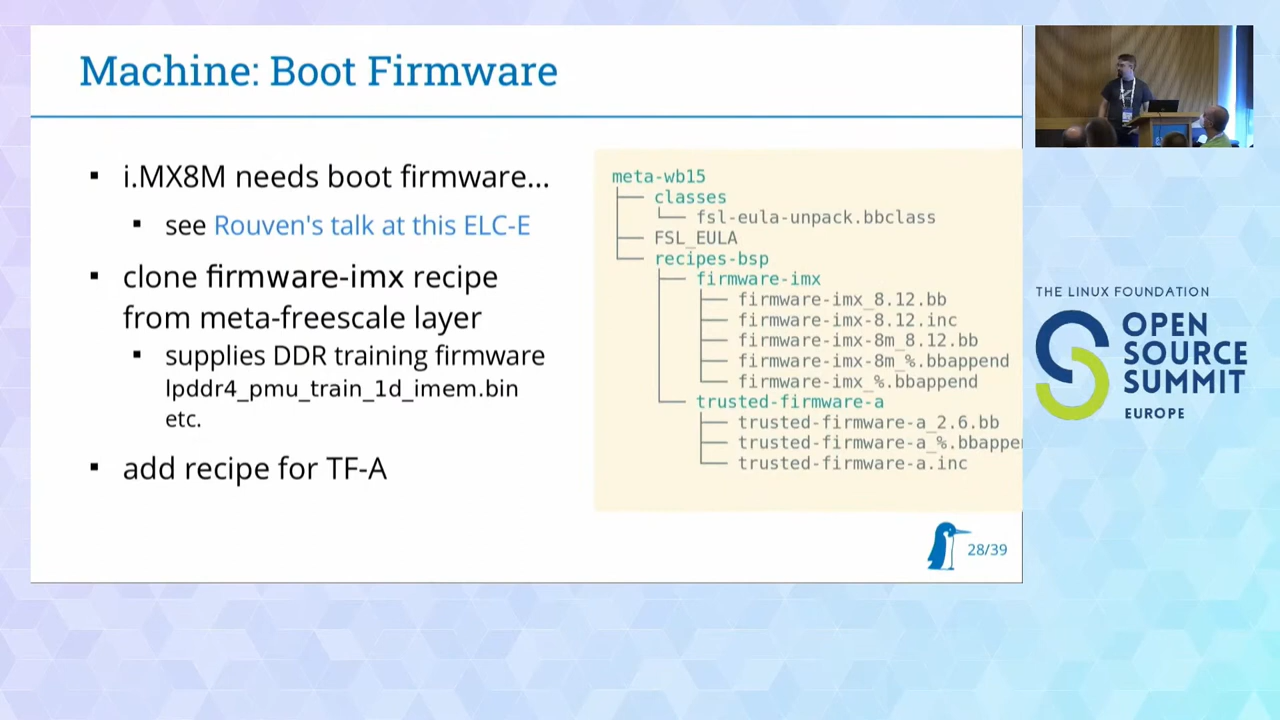 Machine: Boot Firmware
▪ i.MX8M needs boot firmware...
▪ see Rouven's talk at this ELC-E
▪ clone firmware-imx recipe
from meta-freescale layer
▪ supplies DDR training firmware
lpddr4_pmu_train_1d_imem.bin
etc.
▪ add recipe for TF-A
meta-wb15
├── classes
│   └── fsl-eula-unpack.bbclass
├── FSL_EULA
└── recipes-bsp
├── firmware-imx
│   ├── firmware-imx_8.12.bb
│   ├── firmware-imx-8.12.inc
│   ├── firmware-imx-8m_8.12.bb
│   ├── firmware-imx-8m_%.bbappend
│   └── firmware-imx_%.bbappend
└── trusted-firmware-a
├── trusted-firmware-a_2.6.bb
├── trusted-firmware-a_%.bbappe
└── trusted-firmware-a.inc
28/39
THE LINUX FOUNDATION
OPEN
SOURCE
SUMMIT
EUROPE